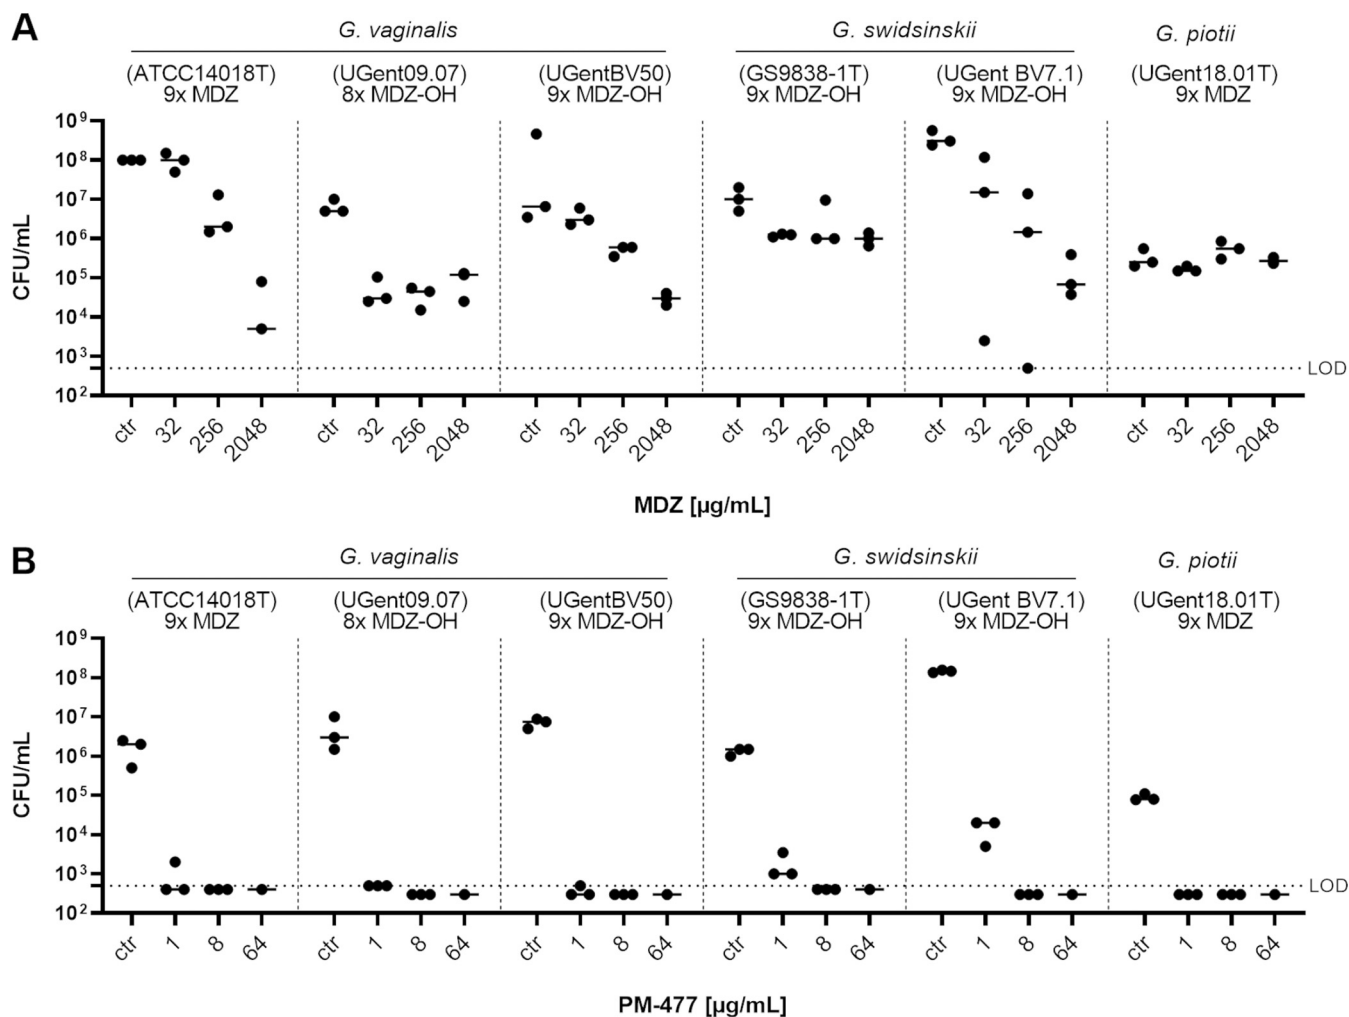 A
G. vaginalis G. swidsinskii G. piotii
(ATCC14018T) (UGent09.07) (UGentBV50) (GS9838-1T) (UGent BV7.1) (UGent18.01T)
9x MDZ 8x MDZ-OH 9x MDZ-OH 9x MDZ-OH 9x MDZ-OH 9x MDZ
10⁹
10⁸
10⁷
10⁶
10⁵
10⁴
10³
10²
CFU/mL
LOD
ctr 32 256 2048 ctr 32 256 2048 ctr 32 256 2048 ctr 32 256 2048 ctr 32 256 2048 ctr 32 256 2048
MDZ [µg/mL]
B
G. vaginalis G. swidsinskii G. piotii
(ATCC14018T) (UGent09.07) (UGentBV50) (GS9838-1T) (UGent BV7.1) (UGent18.01T)
9x MDZ 8x MDZ-OH 9x MDZ-OH 9x MDZ-OH 9x MDZ-OH 9x MDZ
10⁹
10⁸
10⁷
10⁶
10⁵
10⁴
10³
10²
CFU/mL
LOD
ctr 1 8 64 ctr 1 8 64 ctr 1 8 64 ctr 1 8 64 ctr 1 8 64 ctr 1 8 64
PM-477 [µg/mL]